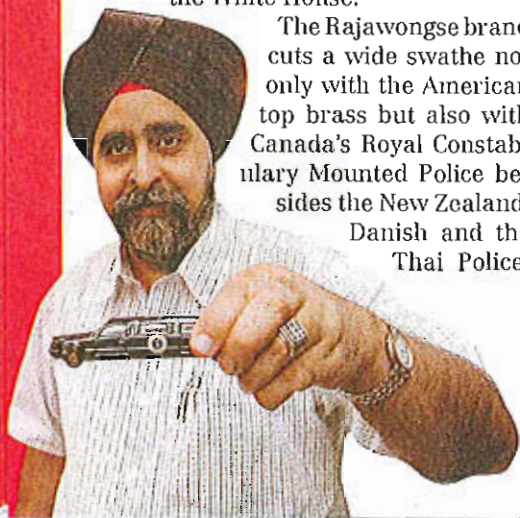 The Rajawongse bran
cuts a wide swathe no
only with the America
top brass but also wit
Canada's Royal Constab
ulary Mounted Police be
sides the New Zealand
Danish and th
Thai Police